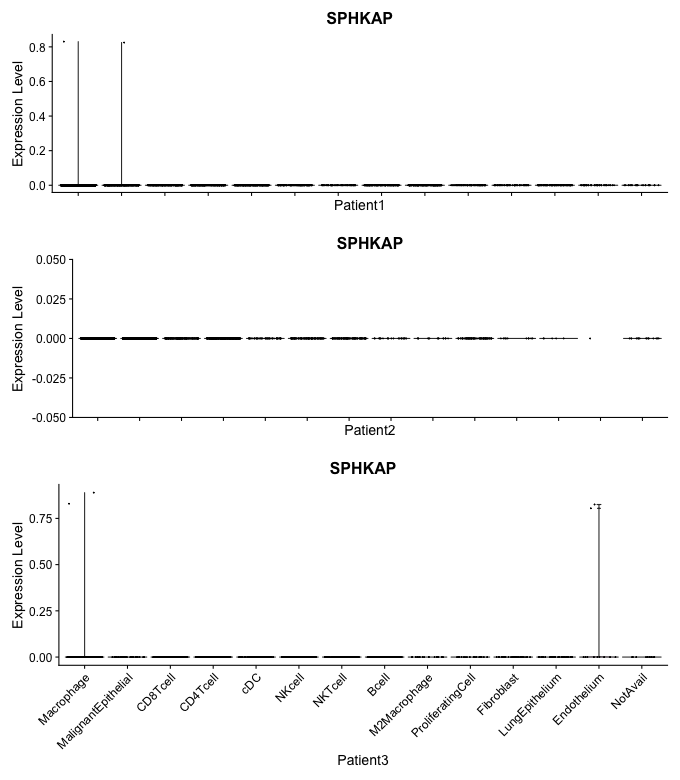 SPHKAP
Expression Level
0.8
0.6
0.4
0.2
0.0
Patient1
SPHKAP
Expression Level
0.050
0.025
0.000
-0.025
-0.050
Patient2
SPHKAP
Expression Level
0.75
0.50
0.25
0.00
Macrophage
MalignantEpithelial
CD8Tcell
CD4Tcell
cDC
NKcell
NKTcell
Bcell
M2Macrophage
ProliferatingCell
Fibroblast
LungEpithelium
Endothelium
NotAvail
Patient3